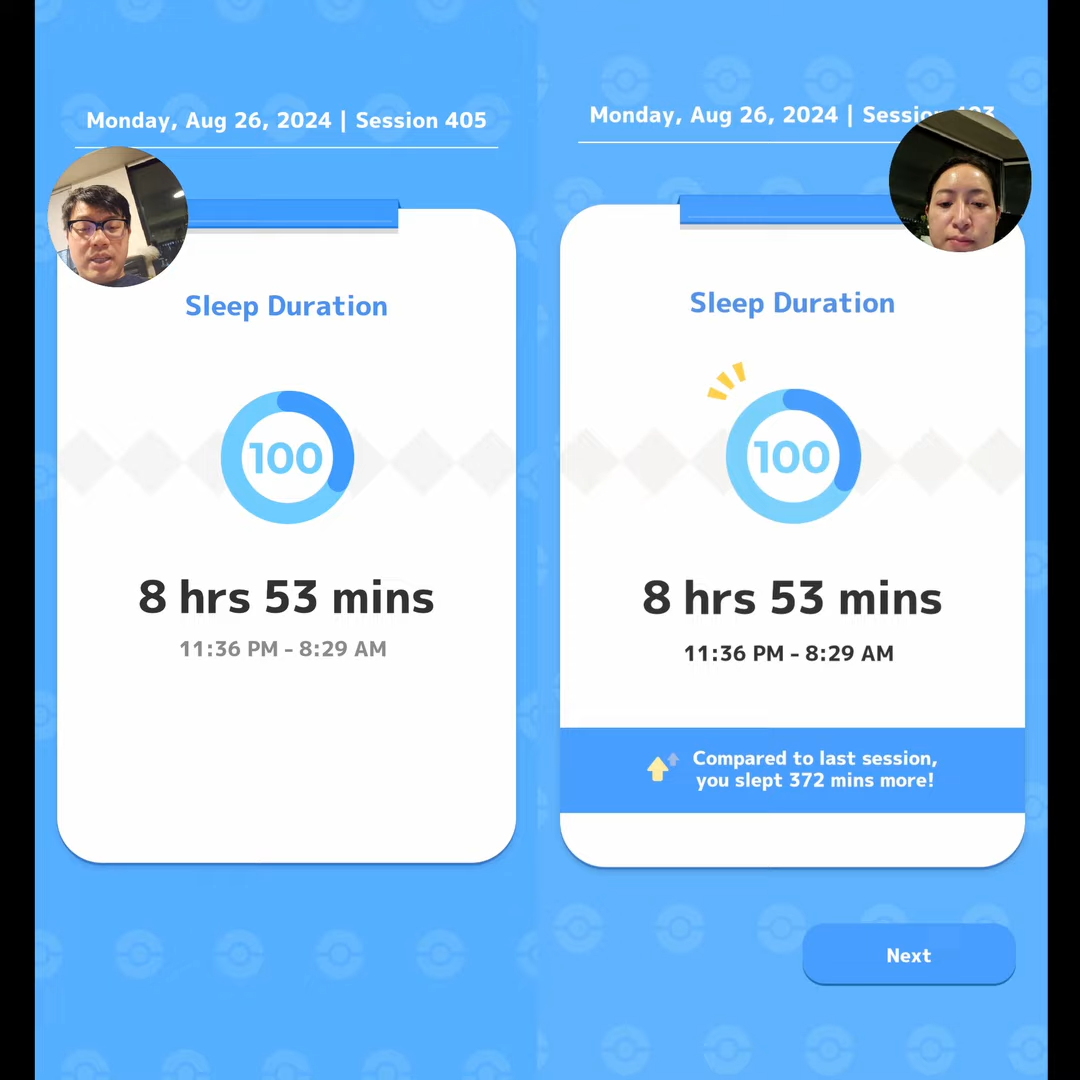 Monday, Aug 26, 2024 | Session 405
Sleep Duration
100
8 hrs 53 mins
11:36 PM – 8:29 AM
Monday, Aug 26, 2024 | Session 403
Sleep Duration
100
8 hrs 53 mins
11:36 PM – 8:29 AM
Compared to last session,
you slept 372 mins more!
Next